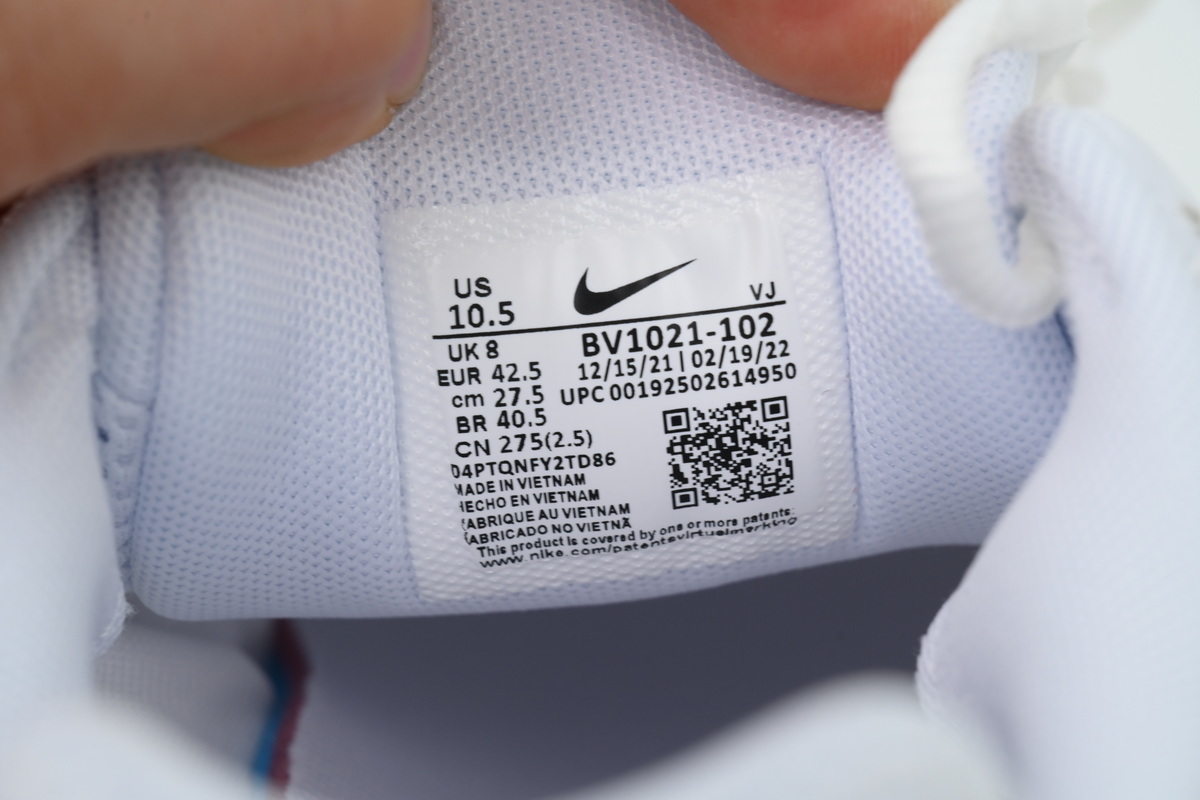 US
10.5
VJ
UK 8
BV1021-102
EUR 42.5
12/15/21 | 02/19/22
cm 27.5
UPC 00192502614950
BR 40.5
CN 275(2.5)
04PTQNFY2TD86
MADE IN VIETNAM
HECHO EN VIETNAM
FABRIQUE AU VIETNAM
FABRICADO NO VIETNÃ
This product is covered by one or more patents:
www.nike.com/patentsvirtualmarking